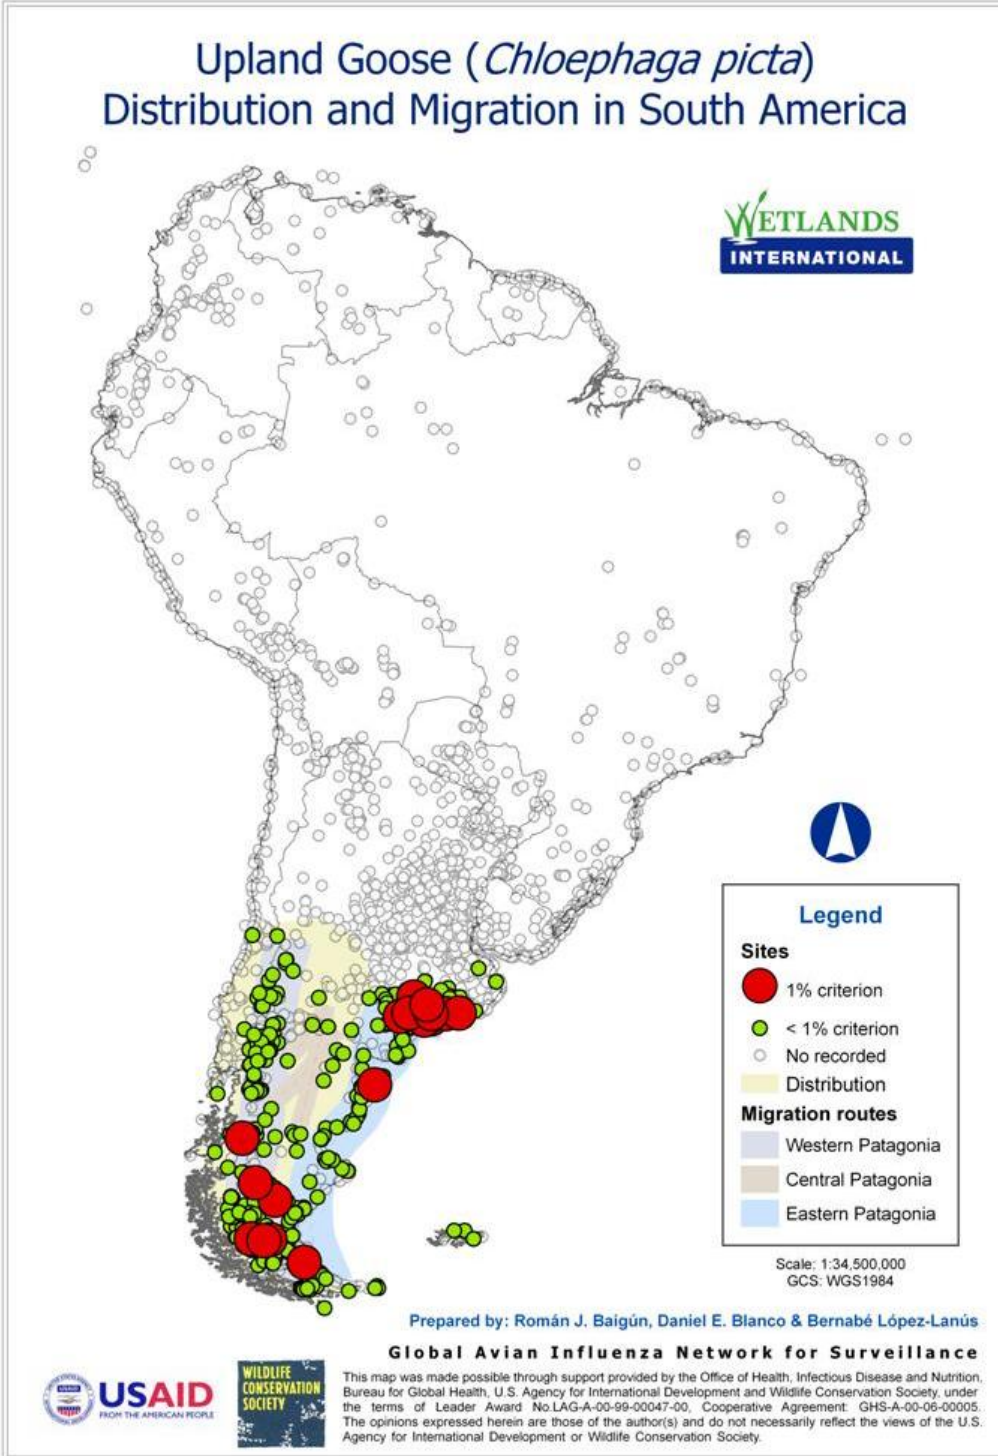 Upland Goose (Chloephaga picta)
Distribution and Migration in South America
WETLANDS
INTERNATIONAL
Legend
Sites
1% criterion
< 1% criterion
No recorded
Distribution
Migration routes
Western Patagonia
Central Patagonia
Eastern Patagonia
Scale: 1:34,500,000
GCS: WGS1984
Prepared by: Román J. Baigún, Daniel E. Blanco & Bernabé López-Lanús
Global Avian Influenza Network for Surveillance
USAID
USAID
FROM THE AMERICAN PEOPLE
WILDLIFE
CONSERVATION
SOCIETY
This map was made possible through support provided by the Office of Health, Infectious Disease and Nutrition,
Bureau for Global Health, U.S. Agency for International Development and Wildlife Conservation Society, under
the terms of Leader Award No.LAG-A-00-99-00047-00, Cooperative Agreement: GHS-A-00-06-00005.
The opinions expressed herein are those of the author(s) and do not necessarily reflect the views of the U.S.
Agency for International Development or Wildlife Conservation Society.